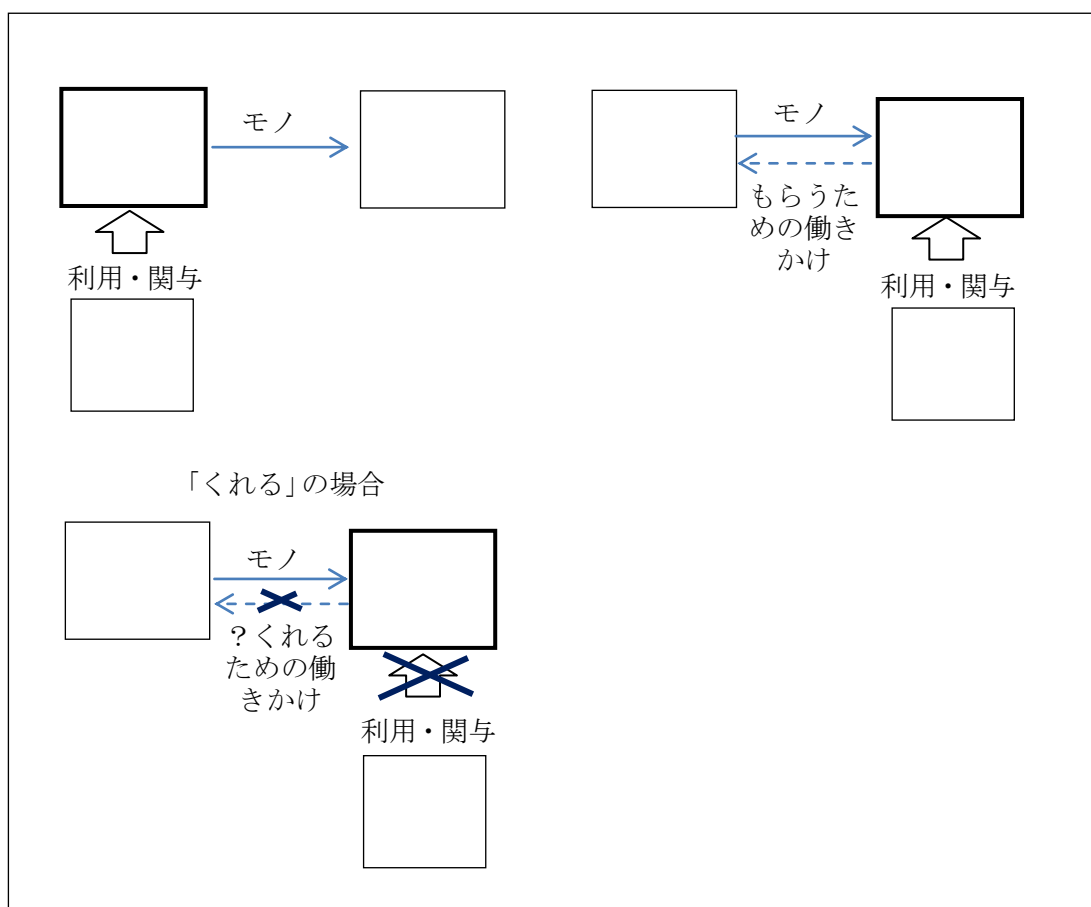 モノ
利用・関与
モノ
もらうた
めの働き
かけ
利用・関与
「くれる」の場合
モノ
？くれる
ための働
きかけ
利用・関与